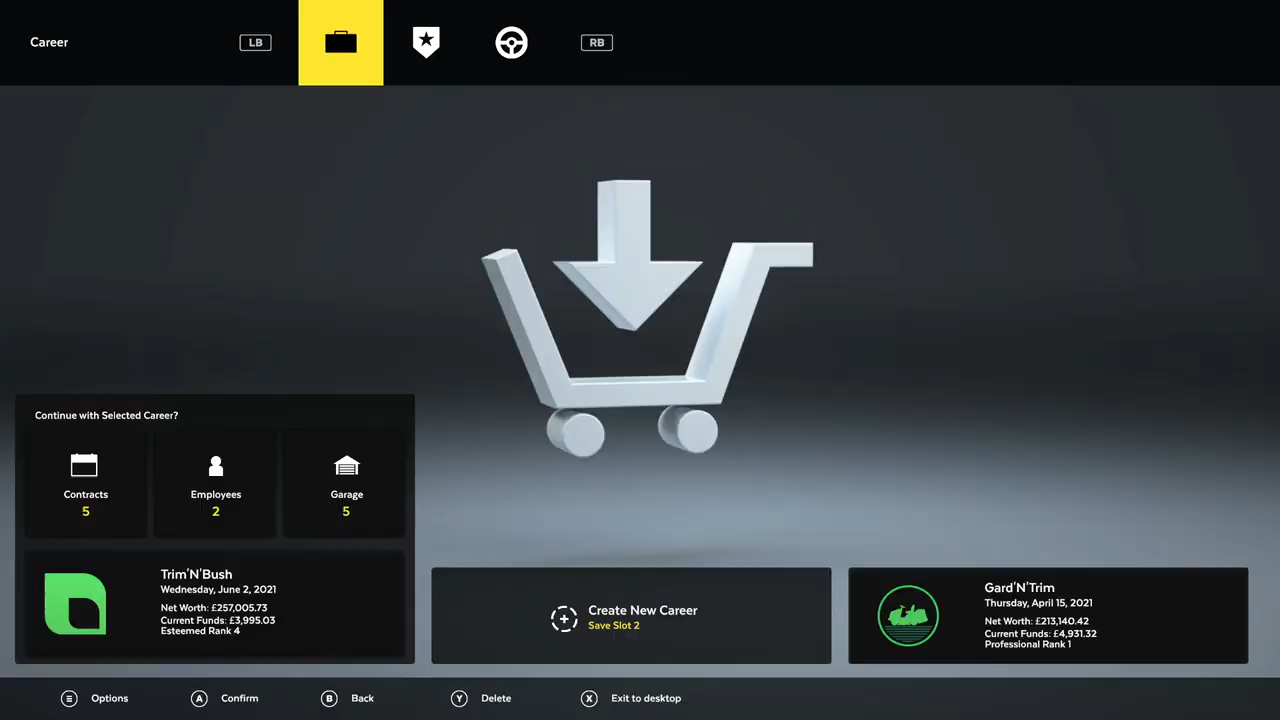 Career
LB
RB
Continue with Selected Career?
Contracts
5
Employees
2
Garage
5
Trim'N'Bush
Wednesday, June 2, 2021
Net Worth: £257,005.73
Current Funds: £3,995.03
Esteemed Rank 4
Create New Career
Save Slot 2
Gard'N'Trim
Thursday, April 15, 2021
Net Worth: £213,140.42
Current Funds: £4,931.32
Professional Rank 1
Options
A Confirm
B Back
Y Delete
X Exit to desktop